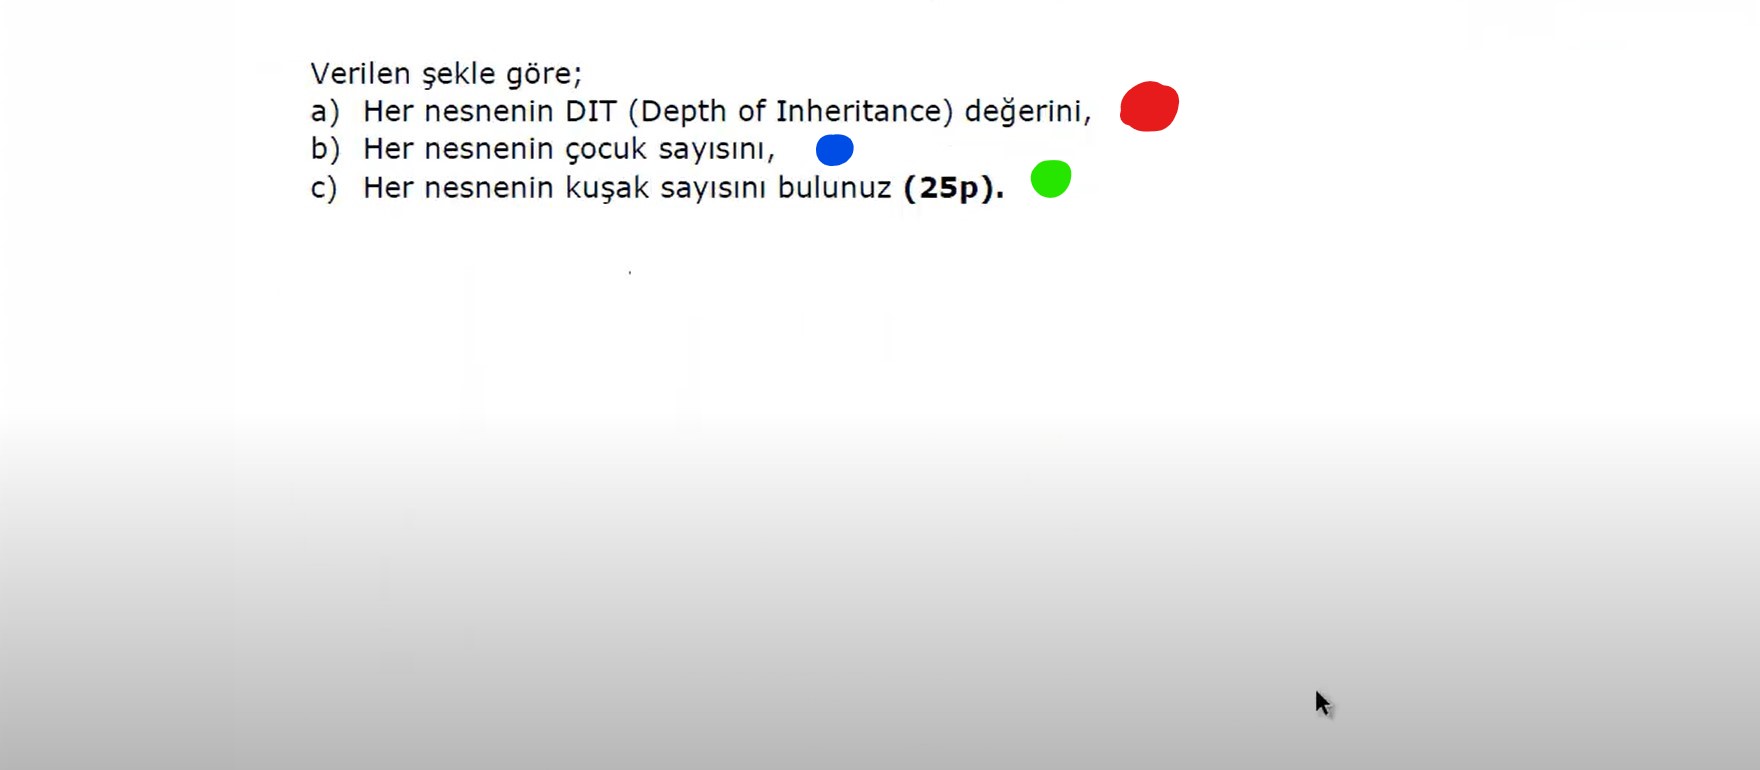 Verilen şekle göre;
a) Her nesnenin DIT (Depth of Inheritance) değerini,
b) Her nesnenin çocuk sayısını,
c) Her nesnenin kuşak sayısını bulunuz (25p).